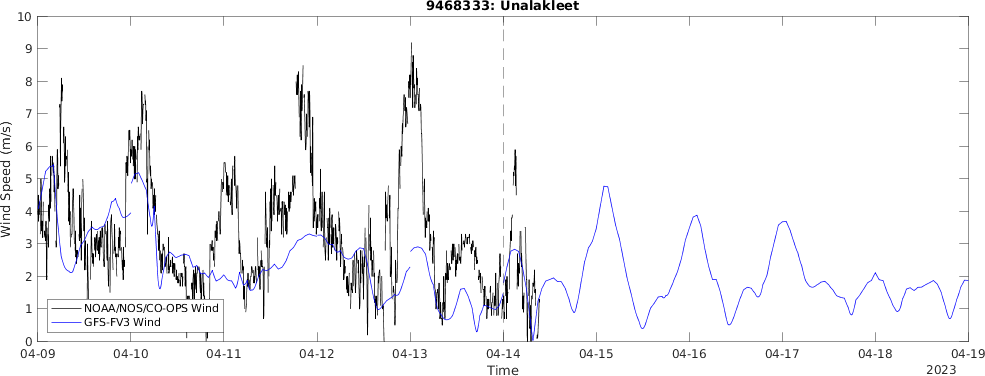 9468333: Unalakleet
10
9
8
7
6
5
4
3
2
1
0
Wind Speed (m/s)
NOAA/NOS/CO-OPS Wind
GFS-FV3 Wind
04-09 04-10 04-11 04-12 04-13 04-14 04-15 04-16 04-17 04-18 04-19
Time
2023